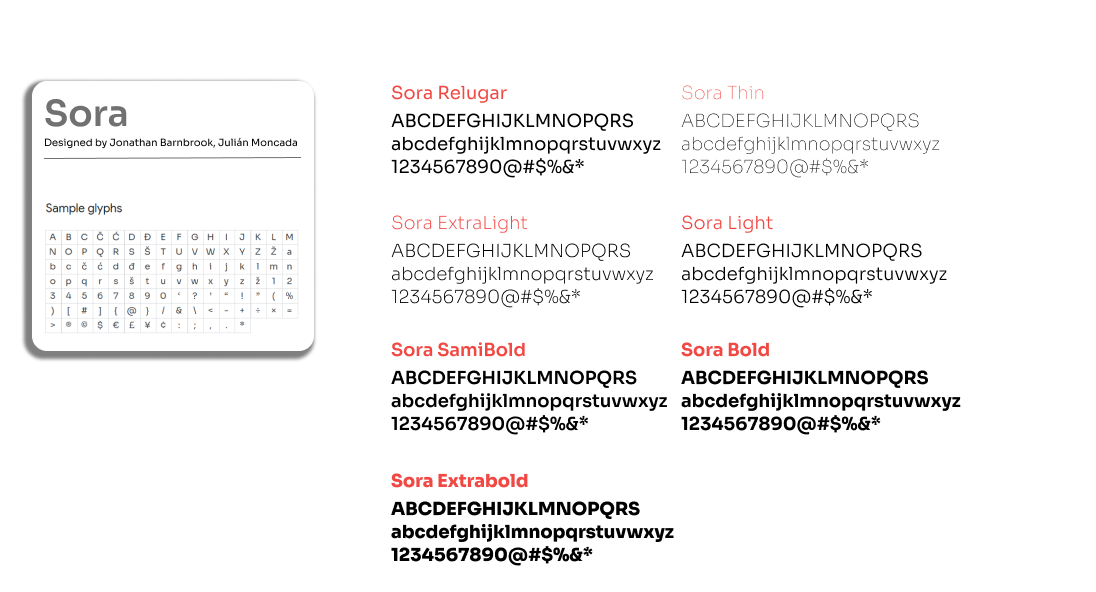 Sora
Designed by Jonathan Barnbrook, Julián Moncada
Sample glyphs
A B C Č Ć D Đ E F G H I J K L M
N O P Q R S Š T U V W X Y Z Ž a
b c č ć d đ e f g h i j k l m n
o p q r s š t u v w x y z ž 1 2
3 4 5 6 7 8 9 0 ‘ ? ’ “ ! ” ( %
) [ # ] { @ } / & \ < - + ÷ × =
> ® © $ € £ ¥ ¢ : ; , . *
Sora Relugar
ABCDEFGHIJKLMNOPQRS
abcdefghijklmnopqrstuvwxyz
1234567890@#$%&*
Sora Thin
ABCDEFGHIJKLMNOPQRS
abcdefghijklmnopqrstuvwxyz
1234567890@#$%&*
Sora ExtraLight
ABCDEFGHIJKLMNOPQRS
abcdefghijklmnopqrstuvwxyz
1234567890@#$%&*
Sora Light
ABCDEFGHIJKLMNOPQRS
abcdefghijklmnopqrstuvwxyz
1234567890@#$%&*
Sora SamiBold
ABCDEFGHIJKLMNOPQRS
abcdefghijklmnopqrstuvwxyz
1234567890@#$%&*
Sora Bold
ABCDEFGHIJKLMNOPQRS
abcdefghijklmnopqrstuvwxyz
1234567890@#$%&*
Sora Extrabold
ABCDEFGHIJKLMNOPQRS
abcdefghijklmnopqrstuvwxyz
1234567890@#$%&*